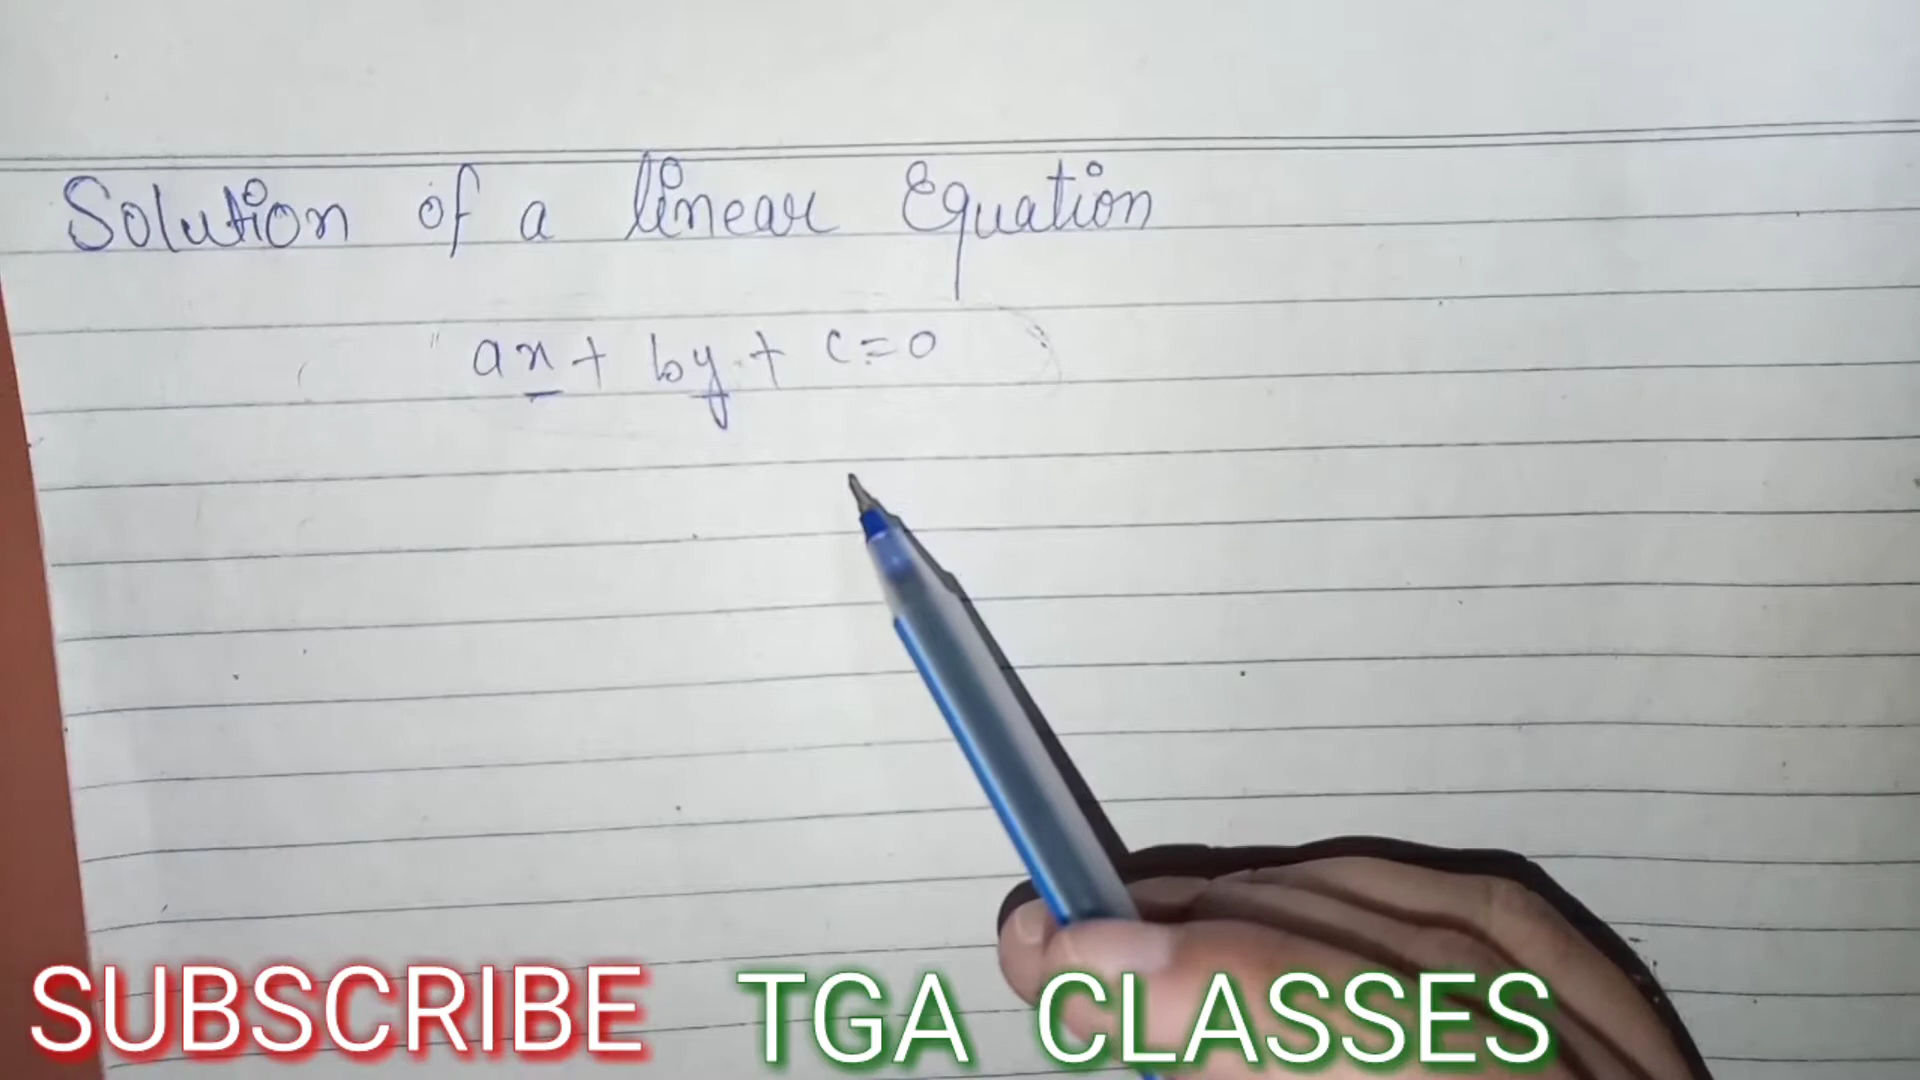 Solution of a linear Equation
ax + by + c = 0
SUBSCRIBE TGA CLASSES